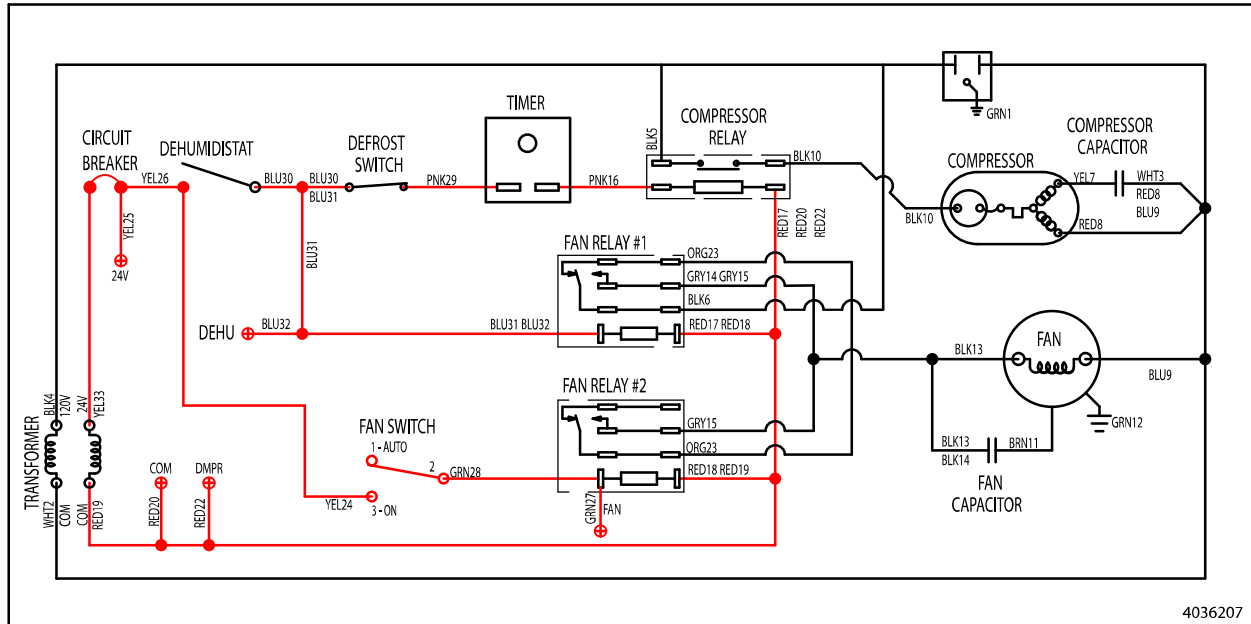 GRN1
TIMER
COMPRESSOR
RELAY
BLK5
COMPRESSOR
CAPACITOR
CIRCUIT
BREAKER
DEHUMIDISTAT
DEFROST
SWITCH
BLK10
COMPRESSOR
YEL7
WHT3
RED8
BLU9
YEL26
BLU30
BLU30
BLU31
PNK29
PNK16
BLK10
RED8
YEL25
24V
BLU31
RED17
RED20
RED22
FAN RELAY #1
ORG23
GRY14 GRY15
BLK6
DEHU
BLU32
BLU31 BLU32
RED17 RED18
BLK13
FAN
BLU9
BLK4
120V
24V
YEL33
TRANSFORMER
WHT2
COM
COM
RED19
FAN RELAY #2
GRY15
ORG23
RED18 RED19
FAN SWITCH
1 - AUTO
2
GRN28
YEL24
3 - ON
GRN27
FAN
COM
RED20
DMPR
RED22
BLK13
BLK14
BRN11
GRN12
FAN
CAPACITOR
4036207